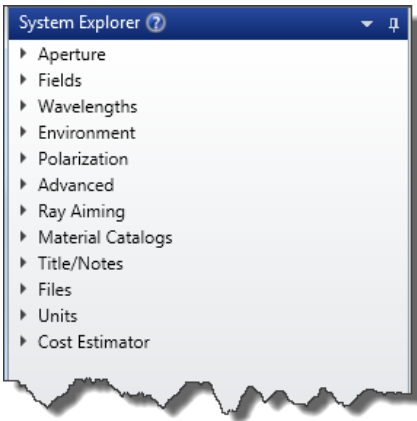 System Explorer ?
Aperture
Fields
Wavelengths
Environment
Polarization
Advanced
Ray Aiming
Material Catalogs
Title/Notes
Files
Units
Cost Estimator